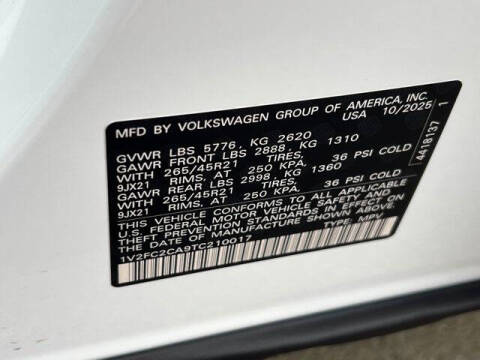 MFD BY VOLKSWAGEN GROUP OF AMERICA, INC.
USA 10/2025
GVWR LBS 5776, KG 2620
GAWR FRONT LBS 2888, KG 1310
265/45R21 TIRES,
9JX21 RIMS. AT 250 KPA, 36 PSI COLD
GAWR REAR LBS 2998, KG 1360
265/45R21 TIRES,
9JX21 RIMS. AT 250 KPA, 36 PSI COLD
THIS VEHICLE CONFORMS TO ALL APPLICABLE
U.S. FEDERAL MOTOR VEHICLE SAFETY AND
THEFT PREVENTION STANDARDS IN EFFECT ON
THE DATE OF MANUFACTURE SHOWN ABOVE.
1V2FC2CA9TC210017 TYPE: MPV
4418137 1